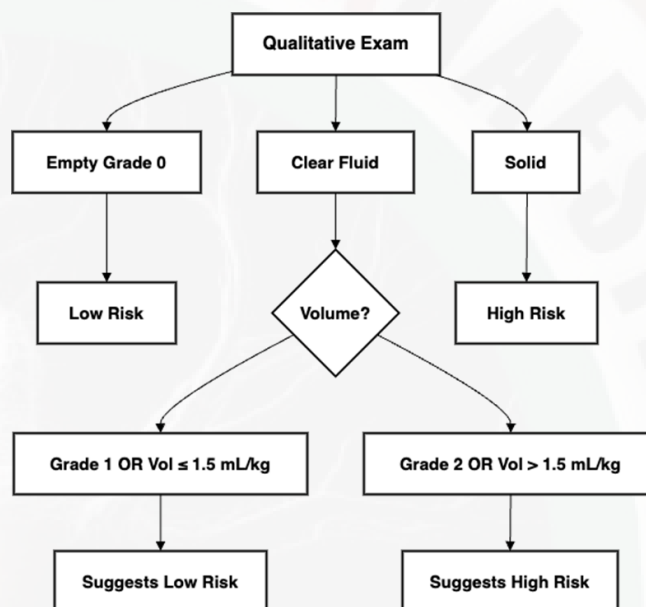 Qualitative Exam
Empty Grade 0
Clear Fluid
Solid
Low Risk
Volume?
High Risk
Grade 1 OR Vol ≤ 1.5 mL/kg
Grade 2 OR Vol > 1.5 mL/kg
Suggests Low Risk
Suggests High Risk